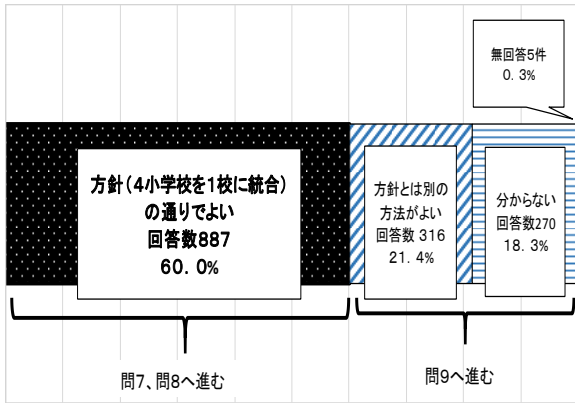 無回答5件
0.3%
方針(4小学校を1校に統合)
の通りでよい
回答数887
60.0%
方針とは別の
方法がよい
回答数 316
21.4%
分からない
回答数270
18.3%
問7、問8へ進む
問9へ進む